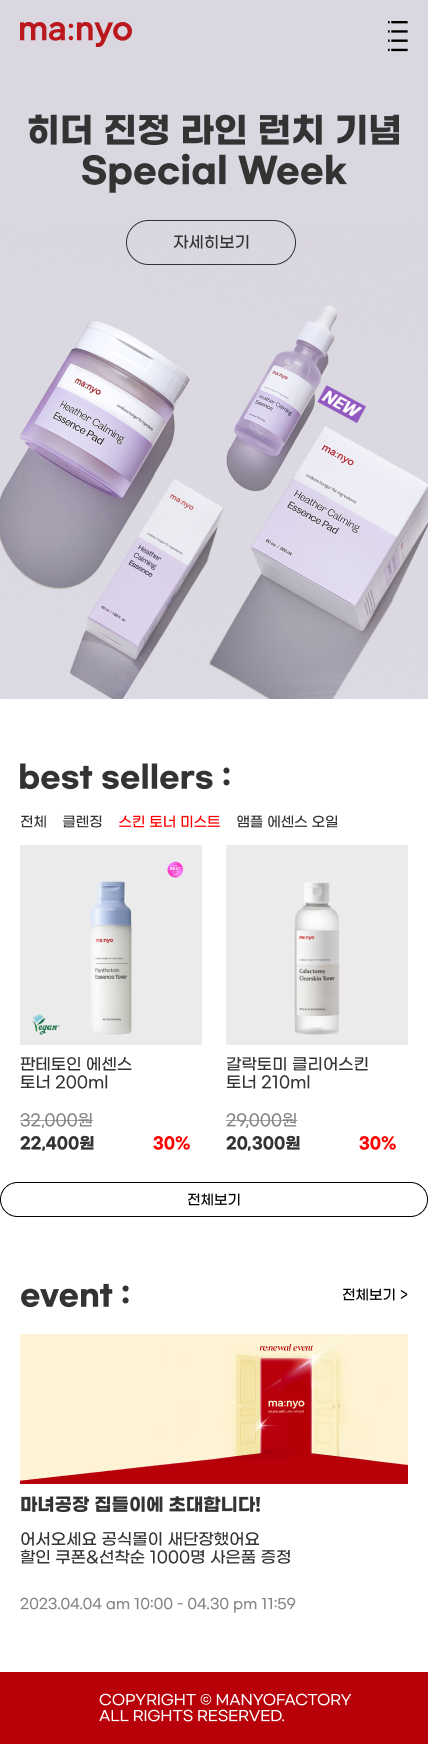 ma:nyo
히더 진정 라인 런치 기념
Special Week
자세히보기
ma:nyo
Heather Calming
Essence Pad
ma:nyo
Heather Calming
Essence
NEW
ma:nyo
endless hunger for ingredients
Heather Calming
Essence Pad
ma:nyo
Heather
Calming
Essence
best sellers :
전체 클렌징 스킨 토너 미스트 앰플 에센스 오일
BEST
ma:nyo
Panthetoin
Essence Toner
Vegan
ma:nyo
Galactomy
Clearskin Toner
판테토인 에센스
토너 200ml
32,000원
22,400원 30%
갈락토미 클리어스킨
토너 210ml
29,000원
20,300원 30%
전체보기
event :
전체보기 >
re:newal event
ma:nyo
마녀공장 집들이에 초대합니다!
어서오세요 공식몰이 새단장했어요
할인 쿠폰&선착순 1000명 사은품 증정
2023.04.04 am 10:00 - 04.30 pm 11:59
COPYRIGHT © MANYOFACTORY
ALL RIGHTS RESERVED.